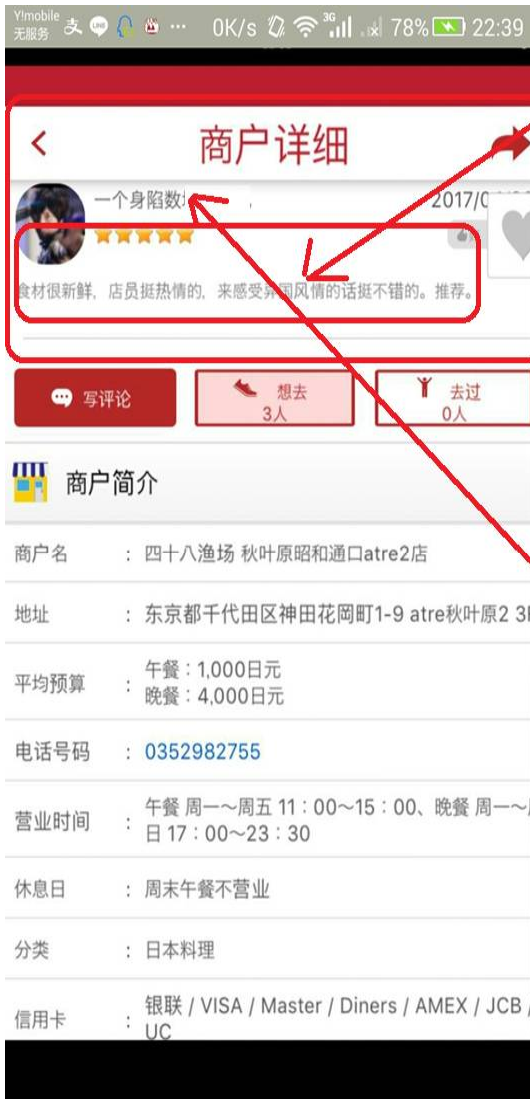 Y!mobile
无服务
支 LINE ... 0K/s 3G 78% 22:39
商户详细
一个身陷数
2017/0
食材很新鲜，店员挺热情的，来感受异国风情的话挺不错的。推荐。
写评论
想去
3人
去过
0人
商户简介
商户名 : 四十八渔场 秋叶原昭和通口atre2店
地址 : 东京都千代田区神田花岡町1-9 atre秋叶原2 3
平均预算 : 午餐：1,000日元
晚餐：4,000日元
电话号码 : 0352982755
营业时间 : 午餐 周一～周五 11：00～15：00、晚餐 周一～
日 17：00～23：30
休息日 : 周末午餐不营业
分类 : 日本料理
信用卡 : 银联 / VISA / Master / Diners / AMEX / JCB /
UC